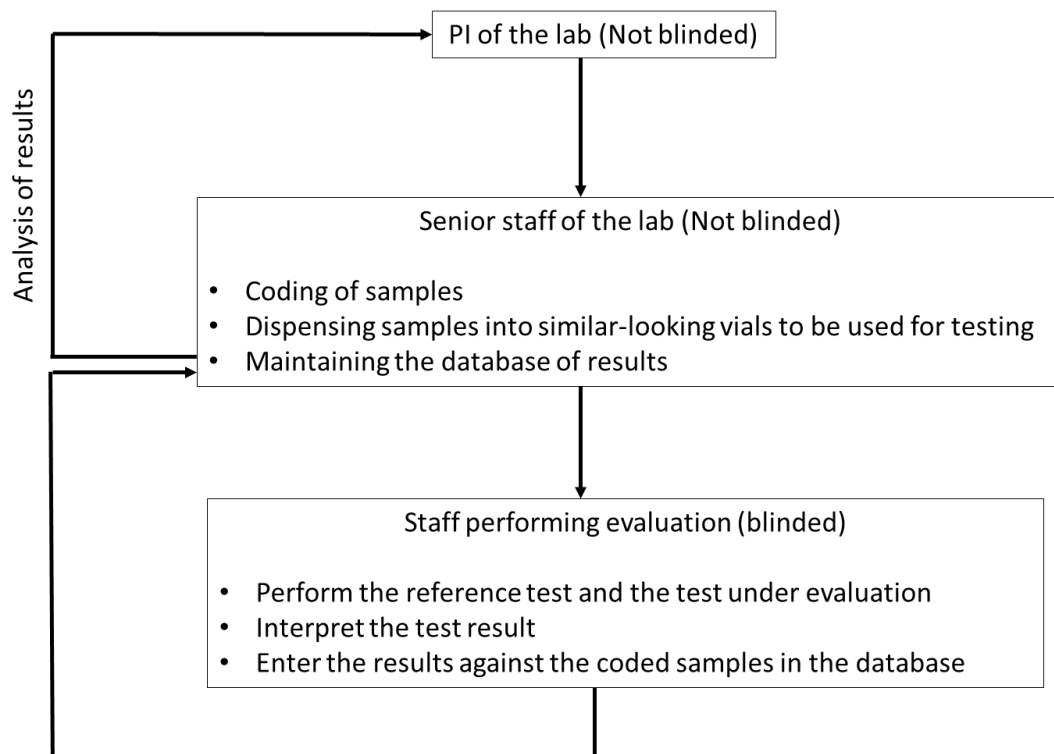 PI of the lab (Not blinded)
Analysis of results
Senior staff of the lab (Not blinded)
• Coding of samples
• Dispensing samples into similar-looking vials to be used for testing
• Maintaining the database of results
Staff performing evaluation (blinded)
• Perform the reference test and the test under evaluation
• Interpret the test result
• Enter the results against the coded samples in the database